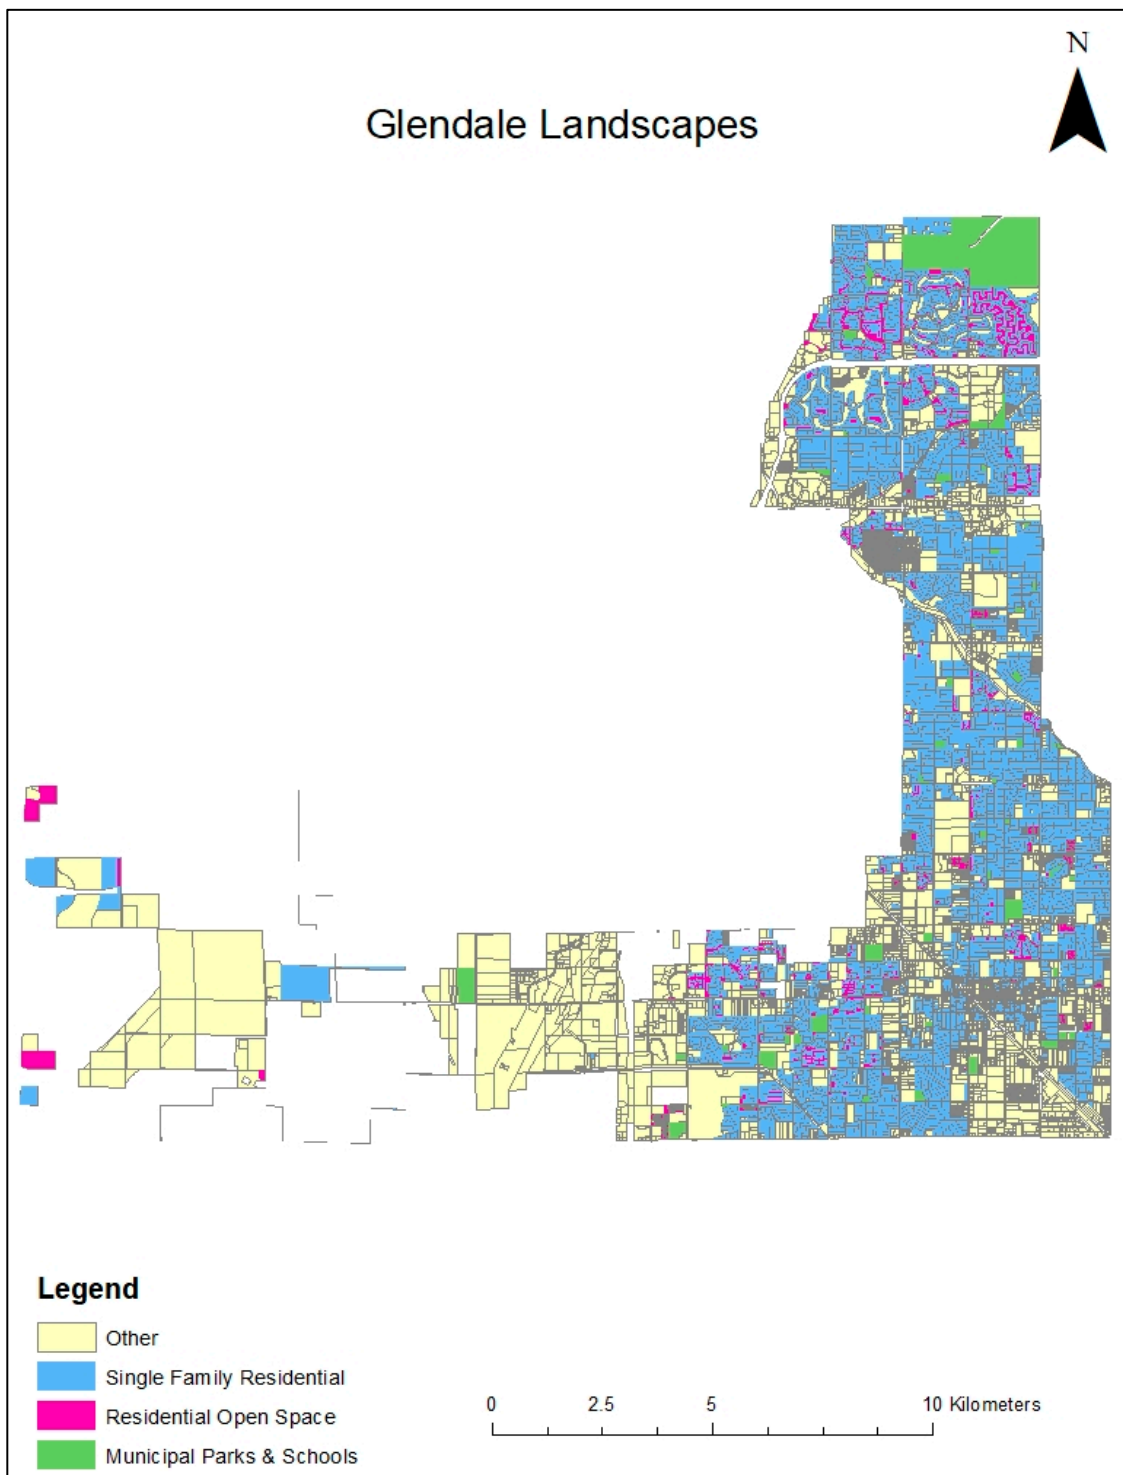 N
Glendale Landscapes
Legend
Other
Single Family Residential
Residential Open Space
Municipal Parks & Schools
0 2.5 5 10 Kilometers